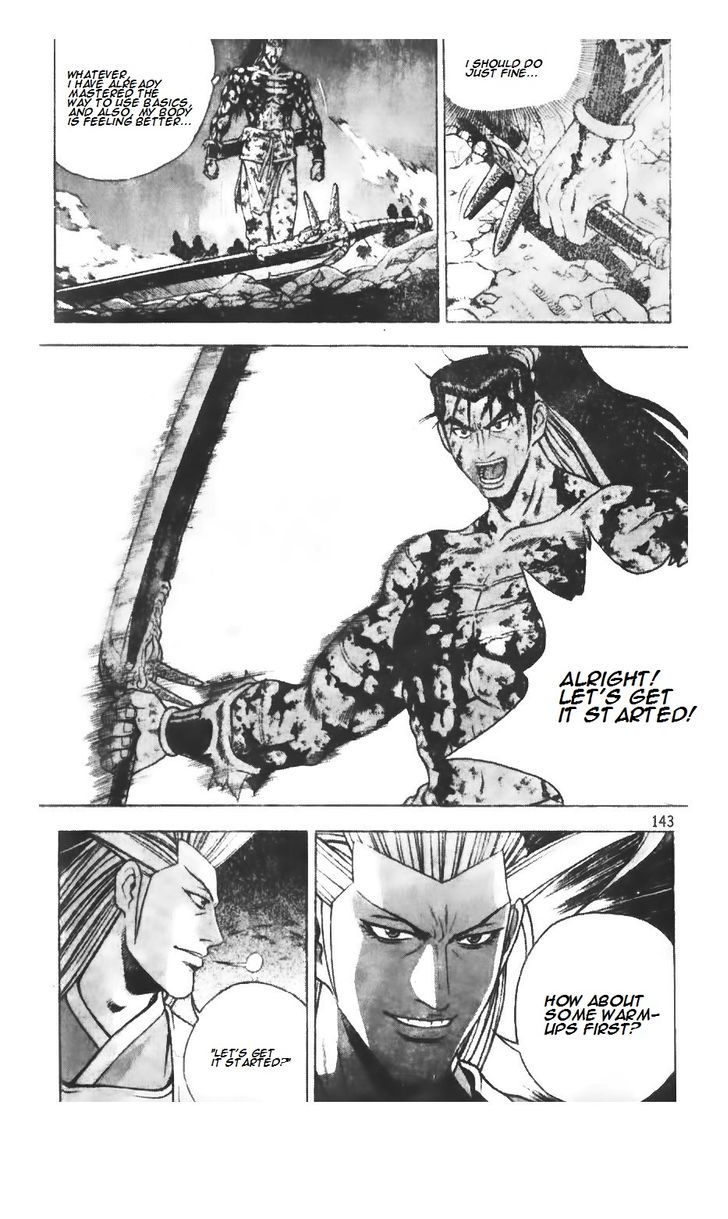 WHATEVER,
I HAVE ALREADY
MASTERED THE
WAY TO USE BASICS,
AND ALSO, MY BODY
IS FEELING BETTER...
I SHOULD DO
JUST FINE...
ALRIGHT!
LET'S GET
IT STARTED!
143
"LET'S GET
IT STARTED?"
HOW ABOUT
SOME WARM-
UPS FIRST?